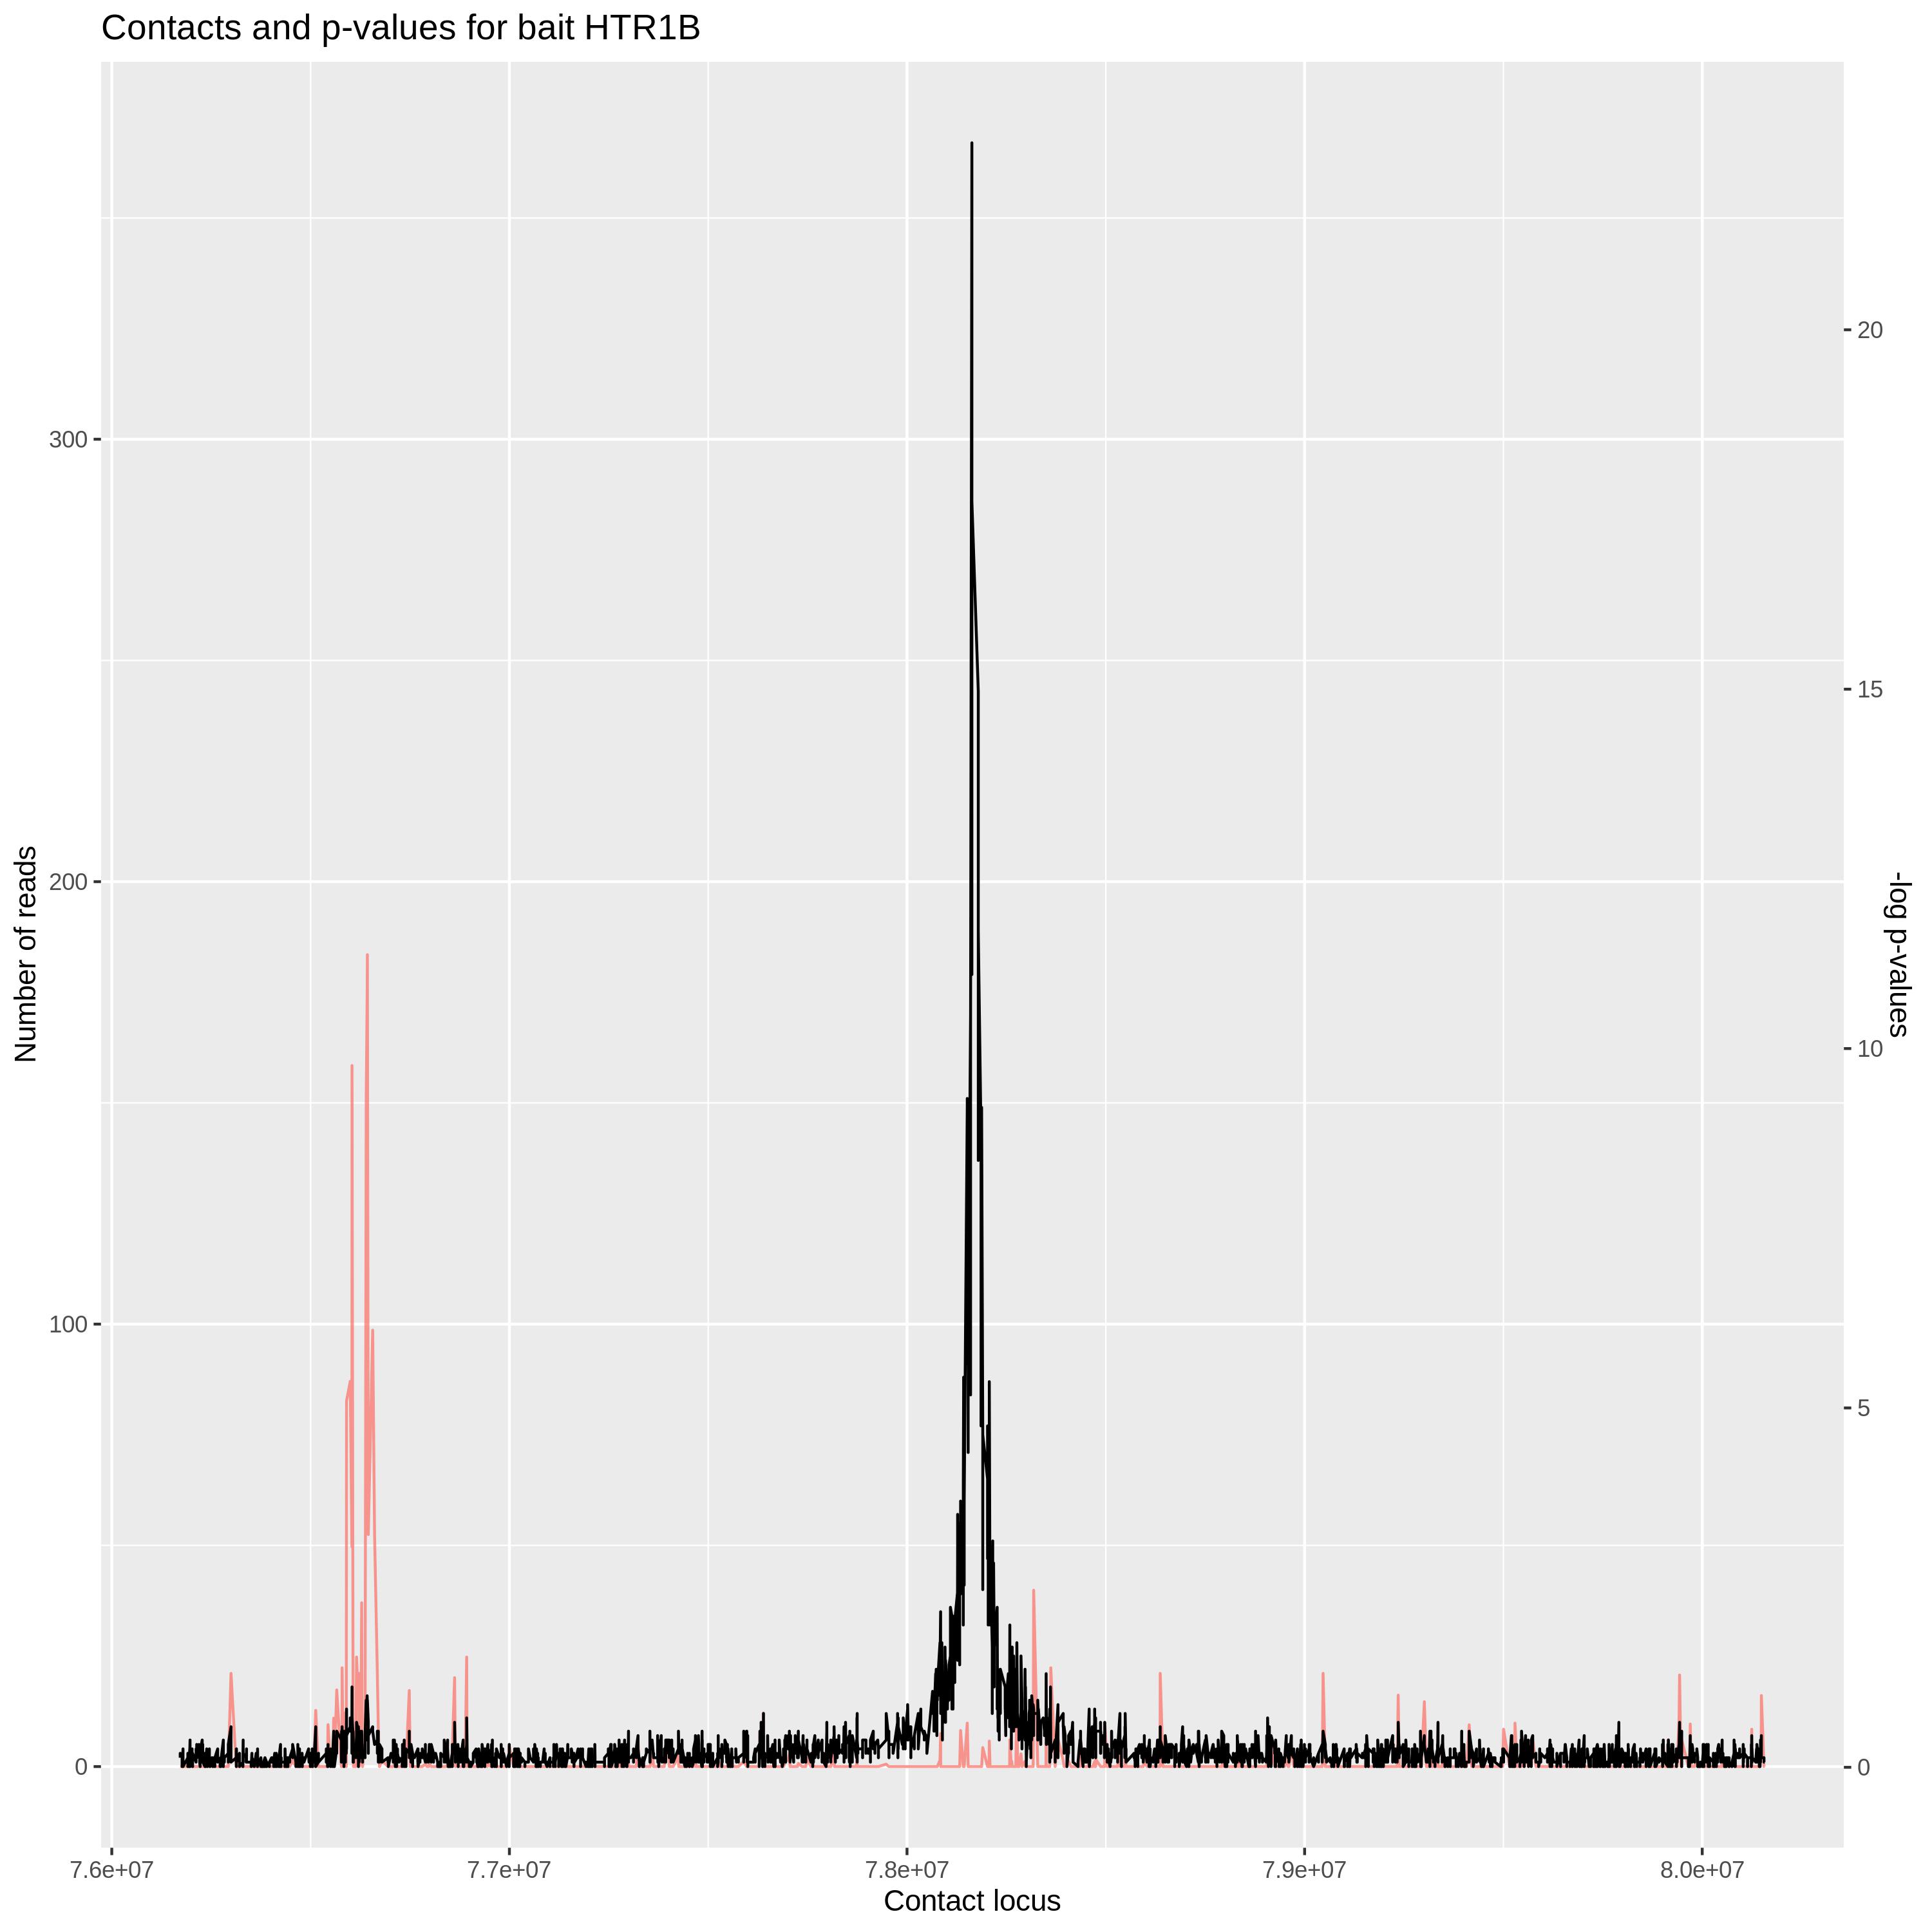 Contacts and p-values for bait HTR1B
Number of reads
300
200
100
0
20
15
10
5
0
-log p-values
7.6e+07 7.7e+07 7.8e+07 7.9e+07 8.0e+07
Contact locus